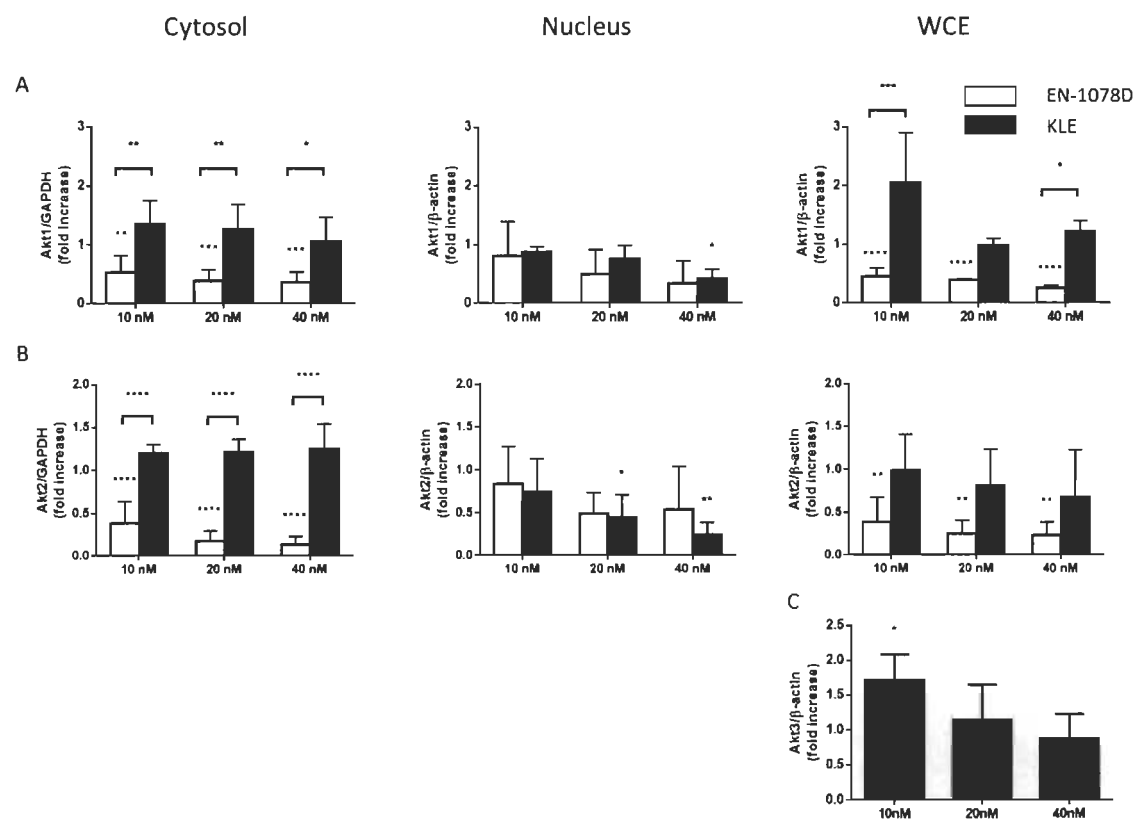 Cytosol
Nucleus
WCE
EN-1078D
KLE
A
Akt1/GAPDH
(fold increaase)
3
2
1
0
**
**
*
**
***
***
10 nM
20 nM
40 nM
Akt1/β-actin
(fold increase)
3
2
1
0
*
10 nM
20 nM
40 nM
Akt1/β-actin
(fold increase)
3
2
1
0
***
*
****
****
****
10 nM
20 nM
40 nM
B
Akt2/GAPDH
(fold increase)
2.0
1.5
1.0
0.5
0.0
****
****
****
****
****
****
10 nM
20 nM
40 nM
Akt2/β-actin
(fold increase)
2.0
1.5
1.0
0.5
0.0
*
**
10 nM
20 nM
40 nM
Akt2/β-actin
(fold increase)
2.0
1.5
1.0
0.5
0.0
**
**
**
10 nM
20 nM
40 nM
C
Akt3/β-actin
(fold increase)
2.5
2.0
1.5
1.0
0.5
0.0
*
10nM
20nM
40nM